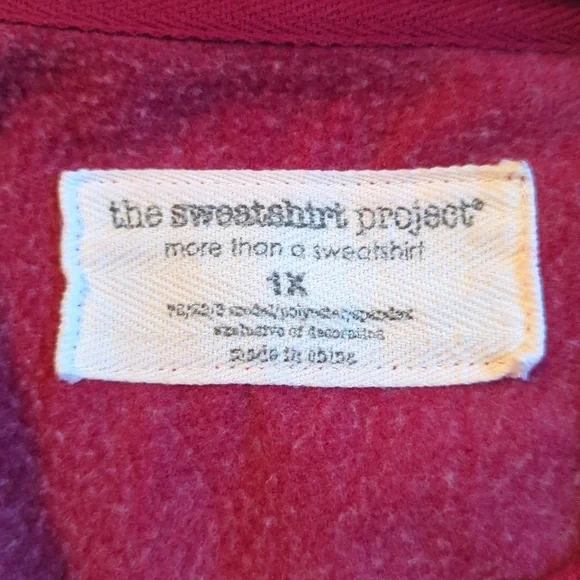 the sweatshirt project®
more than a sweatshirt
1X
modal/polyester/spandex
exclusive of decoration
made in china